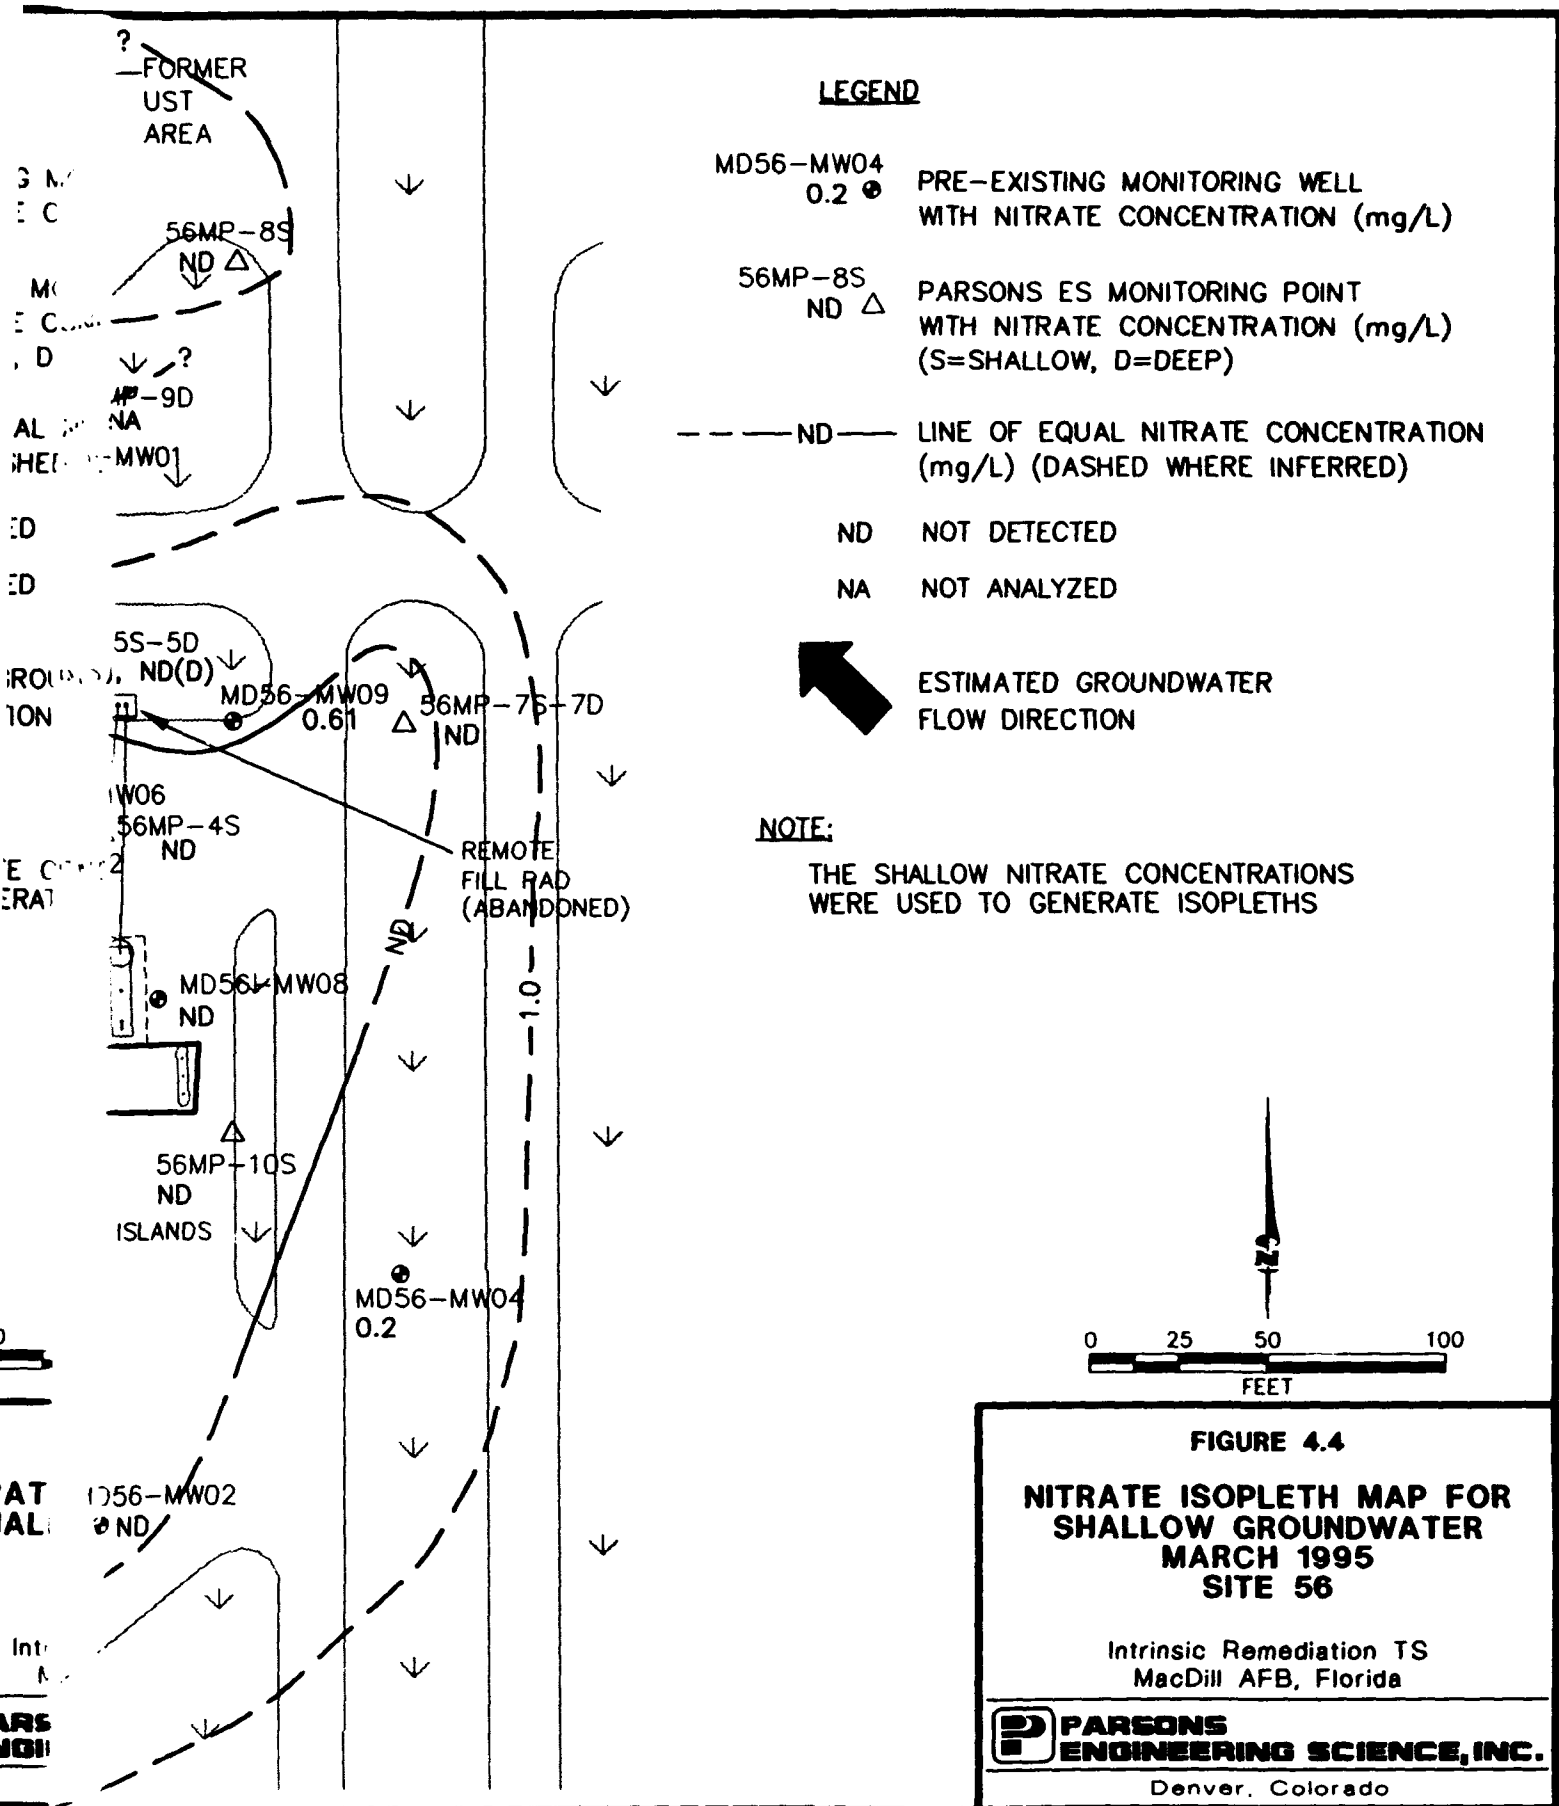 ?
FORMER
UST
AREA
56MP-8S
ND
?
-9D
NA
-MW01
5S-5D
ND(D)
MD56-MW09
0.61
56MP-7S-7D
ND
W06
56MP-4S
ND
REMOTE
FILL PAD
(ABANDONED)
ND
1.0
MD56-MW08
ND
56MP-10S
ND
ISLANDS
MD56-MW04
0.2
56-MW02
ND
LEGEND
MD56-MW04
0.2
PRE-EXISTING MONITORING WELL
WITH NITRATE CONCENTRATION (mg/L)
56MP-8S
ND
PARSONS ES MONITORING POINT
WITH NITRATE CONCENTRATION (mg/L)
(S=SHALLOW, D=DEEP)
ND
LINE OF EQUAL NITRATE CONCENTRATION
(mg/L) (DASHED WHERE INFERRED)
ND NOT DETECTED
NA NOT ANALYZED
ESTIMATED GROUNDWATER
FLOW DIRECTION
NOTE:
THE SHALLOW NITRATE CONCENTRATIONS
WERE USED TO GENERATE ISOPLETHS
N
0 25 50 100
FEET
FIGURE 4.4
NITRATE ISOPLETH MAP FOR
SHALLOW GROUNDWATER
MARCH 1995
SITE 56
Intrinsic Remediation TS
MacDill AFB, Florida
PARSONS
ENGINEERING SCIENCE, INC.
Denver, Colorado